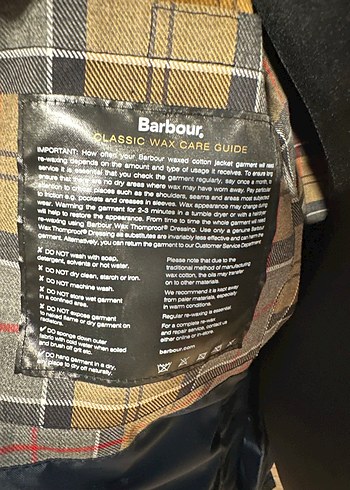 Barbour,
CLASSIC WAX CARE GUIDE
IMPORTANT: How often your Barbour waxed cotton jacket garment will need
re-waxing depends on the amount and type of usage it receives. To ensure long
service it is essential that you check the garment regularly, say once a month, to
ensure that there are no dry areas where wax may have worn away. Pay particular
attention to critical places such as the shoulders, seams and areas most subjected
to friction e.g. pockets and creases in sleeves. Wax appearance may change during
wear. Warming the garment for 2-3 minutes in a tumble dryer or with a hairdryer
will help to restore the appearance. From time to time the whole garment will need
re-waxing using Barbour Wax Thornproof® Dressing. Use only a genuine Barbour
Wax Thornproof® Dressing as substitutes are invariably less effective and can harm the
garment. Alternatively, you can return the garment to our Customer Service Department.
✗ DO NOT wash with soap,
detergent, solvents or hot water.
✗ DO NOT dry clean, starch or iron.
✗ DO NOT machine wash.
✗ DO NOT store wet garment
in a confined area.
✗ DO NOT expose garment
to naked flame or dry garment on
radiators.
✓ DO sponge down outer
fabric with cold water when soiled
and brush off grit etc.
✓ DO hang garment in a dry,
airy place to dry off naturally.
Please note that due to the
traditional method of manufacturing
wax cotton, the oils may transfer
on to other materials.
We recommend it is kept away
from paler materials, especially
in warm conditions.
Regular re-waxing is essential.
For a complete re-wax
and repair service, contact us
either online or in-store.
barbour.com